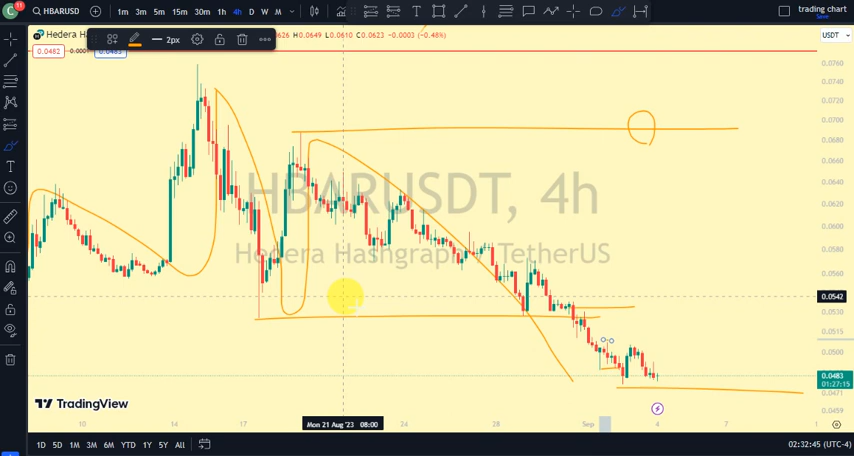 C 11 HBARUSD 1m 3m 5m 15m 30m 1h 4h D W M trading chart
Save
Hedera Ha 0.0649 L0.0610 C0.0623 -0.0003 (-0.48%) USDT
2px
0.0482
0.0760
0.0720
0.0700
0.0680
0.0660
0.0640
0.0620
HBARUSDT, 4h
0.0600
Hedera Hashgraph / TetherUS
0.0580
0.0560
0.0542
0.0530
0.0515
0.0500
0.0483
01:27:15
0.0471
TradingView
0.0459
10 14 17 Mon 21 Aug '23 08:00 24 28 Sep 4 7 1
1D 5D 1M 3M 6M YTD 1Y 5Y All 02:32:45 (UTC-4)